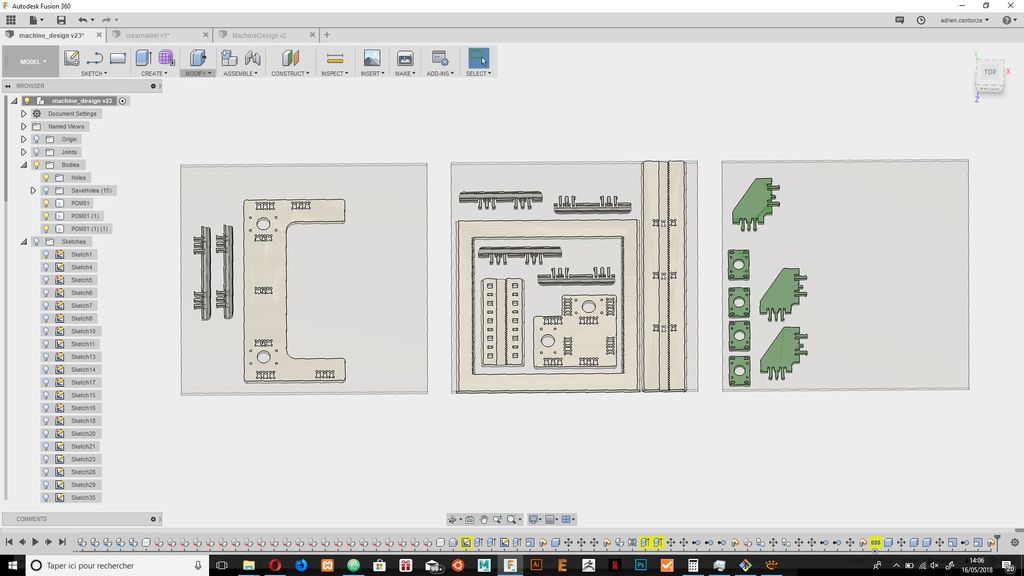 Autodesk Fusion 360
adrien centonze
machine_design v23*
creamadler v1*
MachineDesign v2
MODEL
SKETCH
CREATE
MODIFY
ASSEMBLE
CONSTRUCT
INSPECT
INSERT
MAKE
ADD-INS
SELECT
TOP
X
Y
Z
BROWSER
machine_design v23
Document Settings
Named Views
Origin
Joints
Bodies
Holes
SaveHoles (15)
POM01
POM01 (1)
POM01 (1) (1)
Sketches
Sketch1
Sketch4
Sketch5
Sketch6
Sketch7
Sketch8
Sketch10
Sketch11
Sketch13
Sketch14
Sketch17
Sketch15
Sketch16
Sketch18
Sketch20
Sketch21
Sketch23
Sketch28
Sketch29
Sketch35
COMMENTS
Taper ici pour rechercher
14:06
16/05/2018